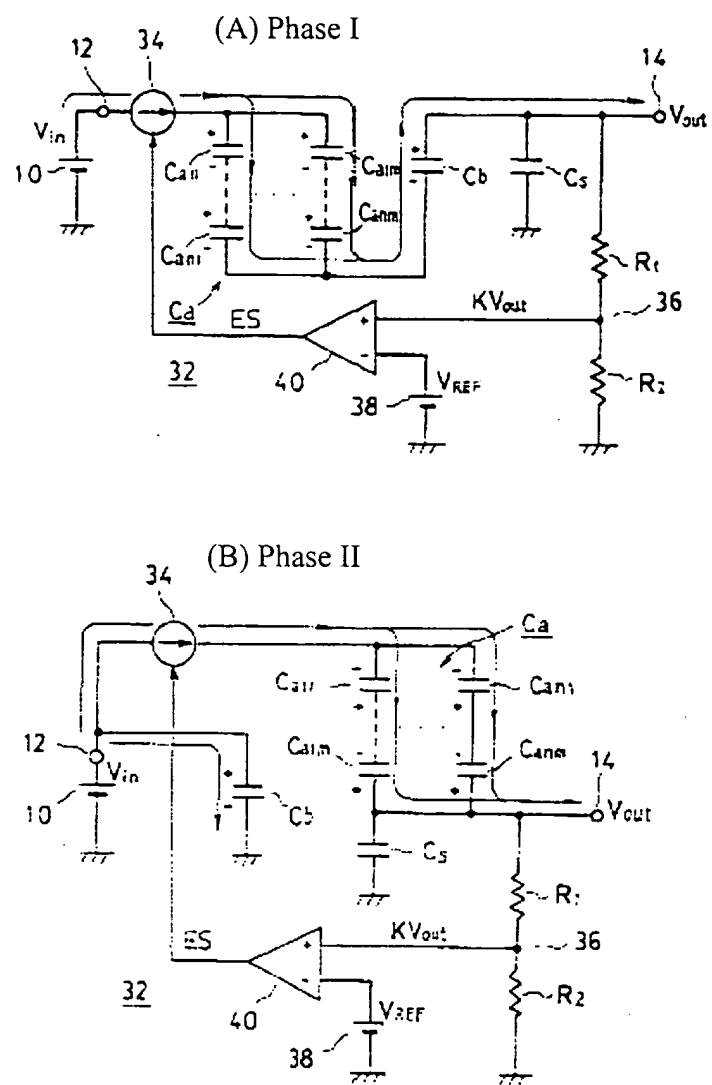 (A) Phase I
34
12
14
Vin
Vout
10
Ca11
Ca1m
Cb
Cs
Can1
Canm
R1
Ca
ES
KVout
36
32
40
VREF
38
R2
(B) Phase II
34
Ca
Ca11
Can1
12
Vin
Ca1m
Canm
14
10
Cb
Vout
Cs
R1
ES
KVout
36
32
40
VREF
R2
38